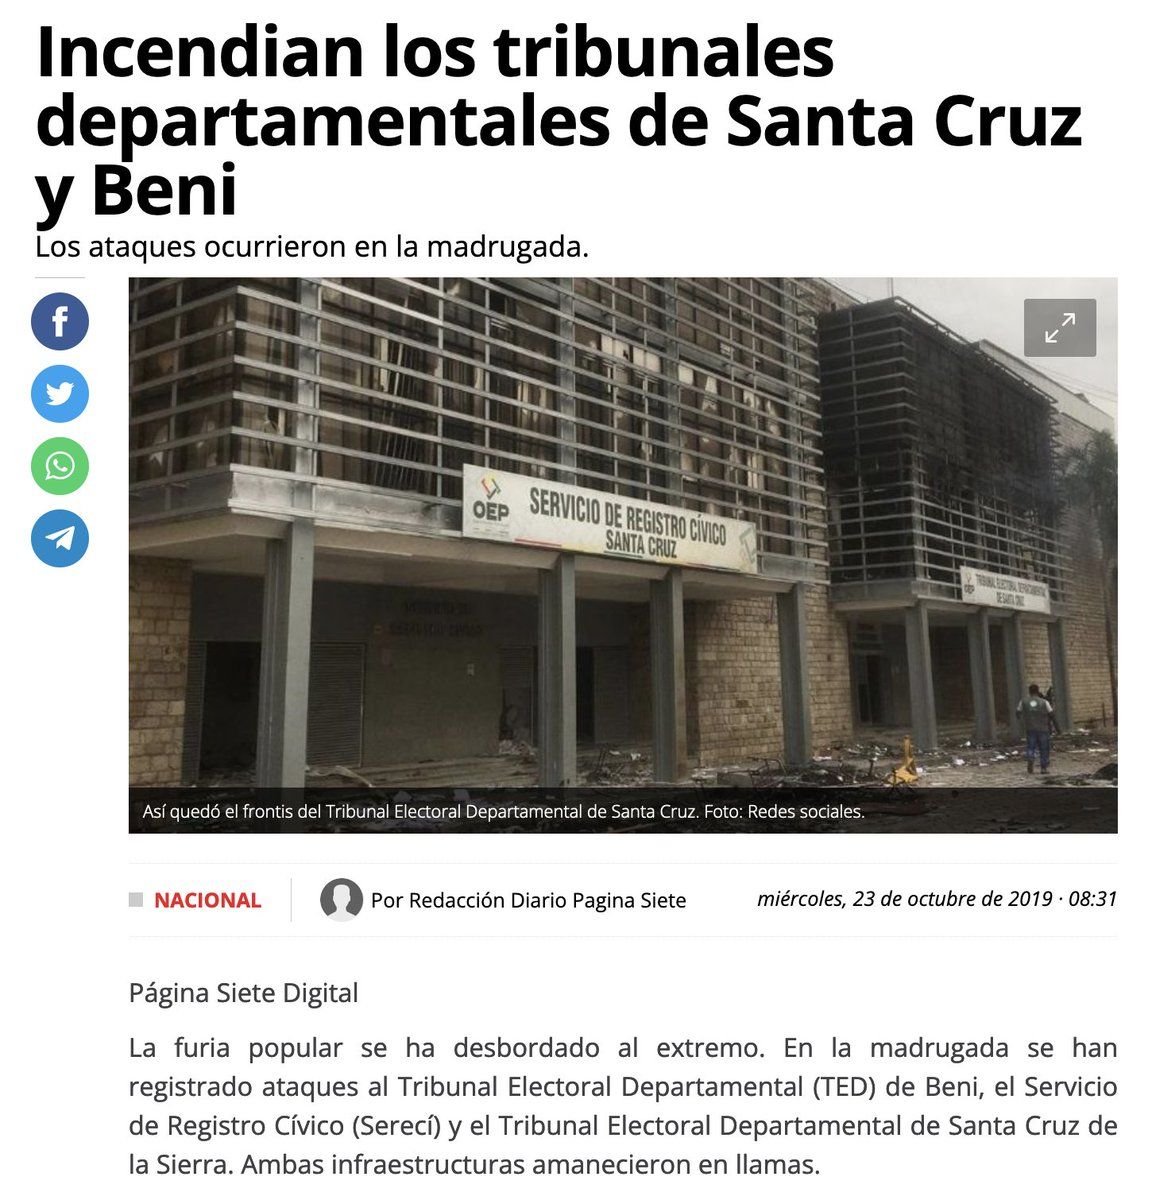 Incendian los tribunales
departamentales de Santa Cruz
y Beni
Los ataques ocurrieron en la madrugada.
OEP
SERVICIO DE REGISTRO CÍVICO
SANTA CRUZ
OEP
TRIBUNAL ELECTORAL DEPARTAMENTAL
DE SANTA CRUZ
Así quedó el frontis del Tribunal Electoral Departamental de Santa Cruz. Foto: Redes sociales.
NACIONAL
Por Redacción Diario Pagina Siete
miércoles, 23 de octubre de 2019 · 08:31
Página Siete Digital
La furia popular se ha desbordado al extremo. En la madrugada se han
registrado ataques al Tribunal Electoral Departamental (TED) de Beni, el Servicio
de Registro Cívico (Serecí) y el Tribunal Electoral Departamental de Santa Cruz de
la Sierra. Ambas infraestructuras amanecieron en llamas.